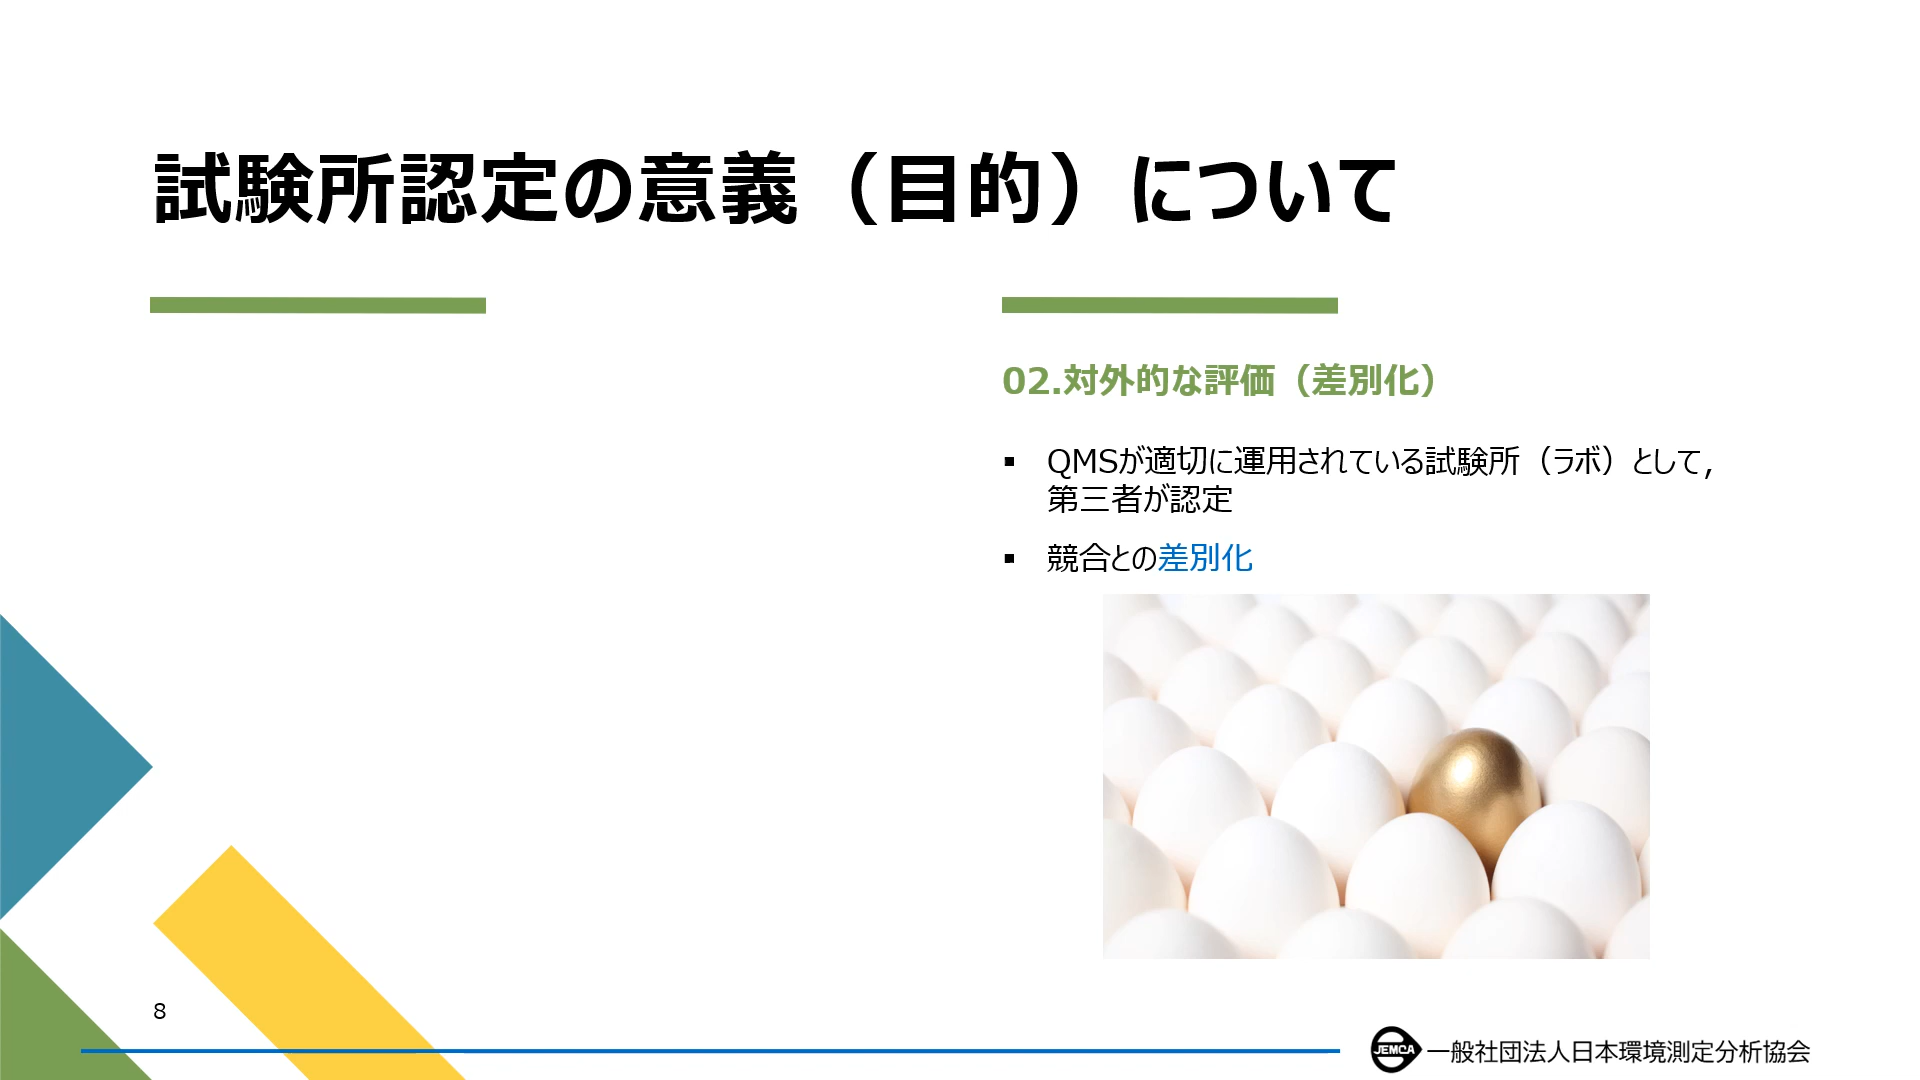 試験所認定の意義（目的）について
02.対外的な評価（差別化）
▪ QMSが適切に運用されている試験所（ラボ）として,
第三者が認定
▪ 競合との差別化
8
JEMCA 一般社団法人日本環境測定分析協会